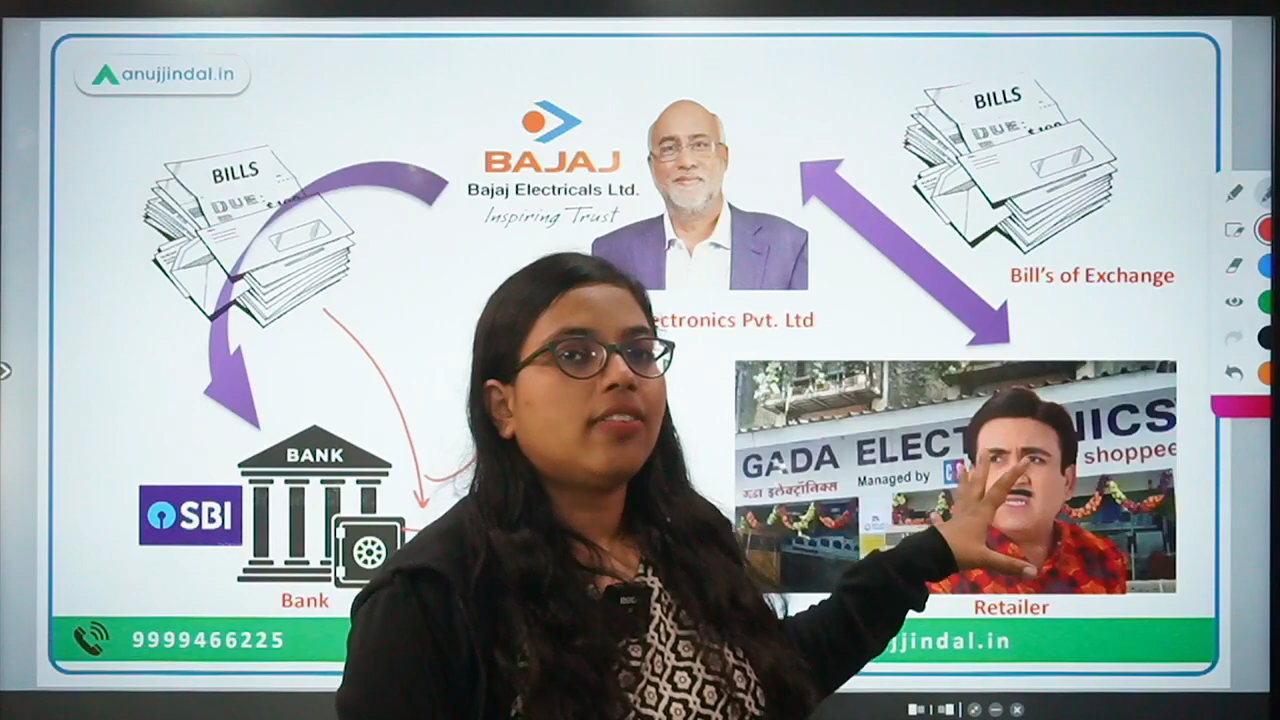 anujjindal.in
BILLS
DUE:
BAJAJ
Bajaj Electricals Ltd.
Inspiring Trust
BILLS
DUE:
Bill's of Exchange
ectronics Pvt. Ltd
GADA ELECT NICS
गडा इलेक्ट्रॉनिक्स
Managed by
shoppee
BANK
SBI
Bank
Retailer
9999466225
jjindal.in